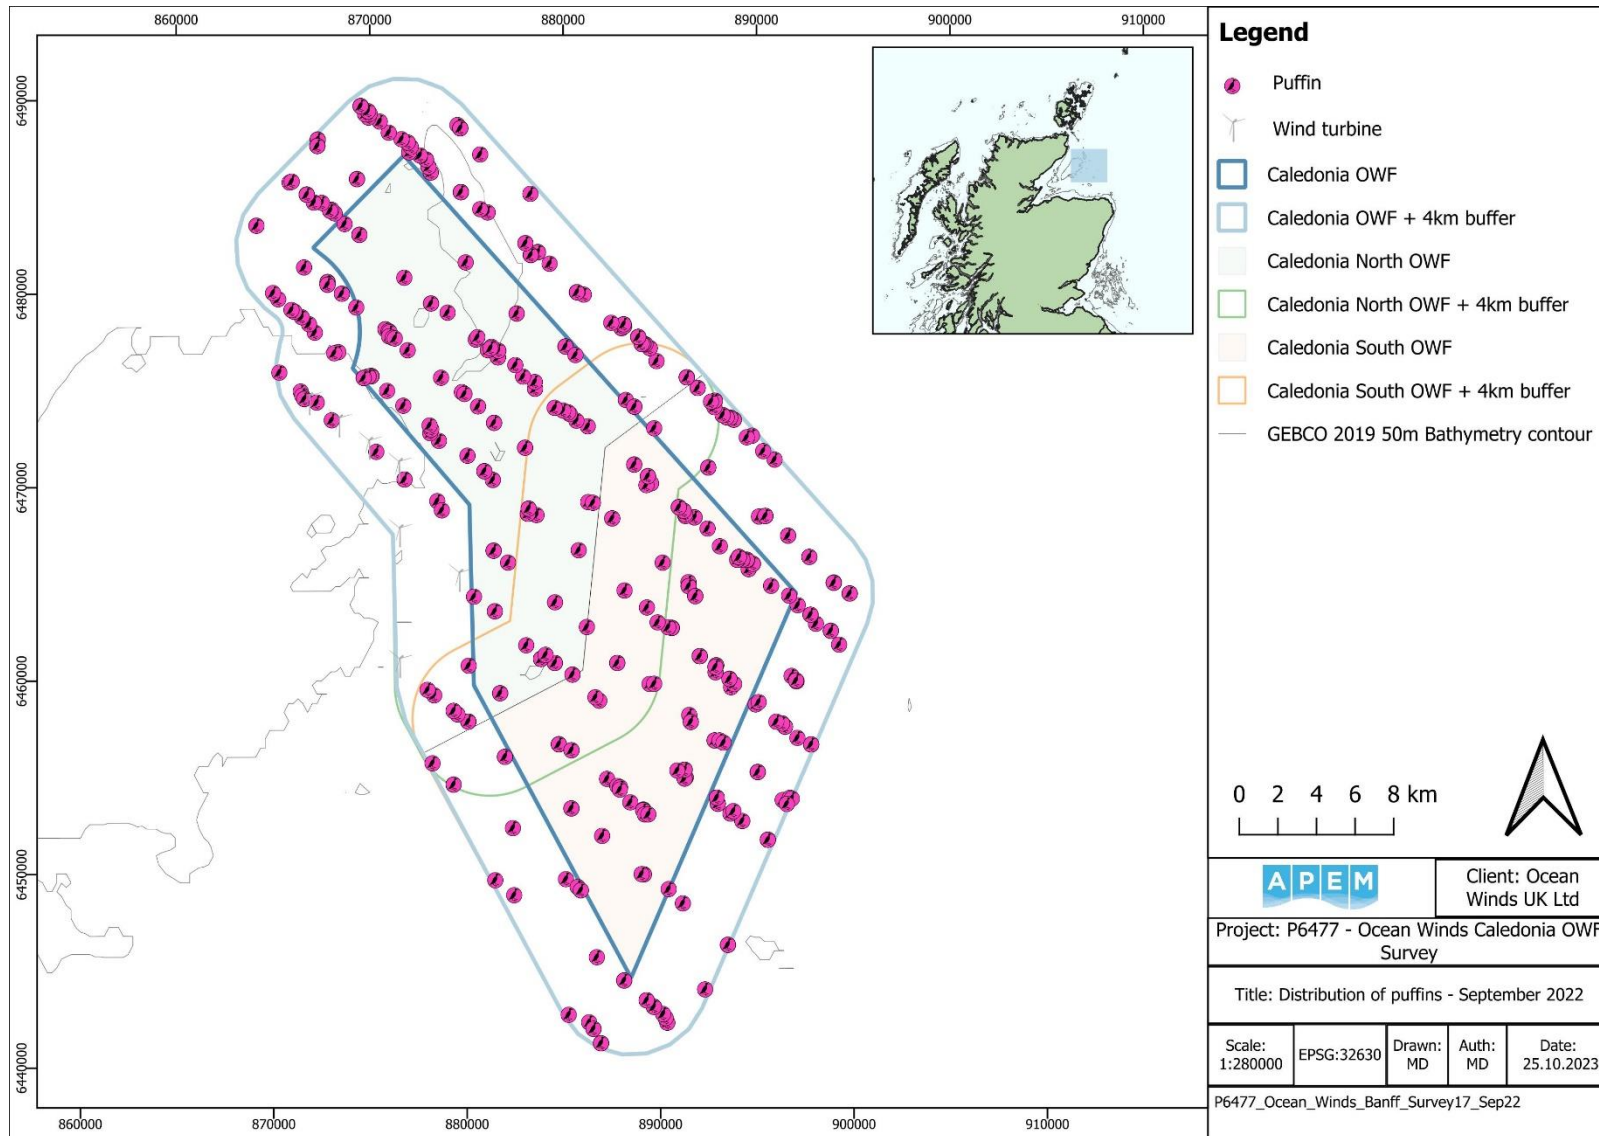 860000 870000 880000 890000 900000 910000
6490000
6480000
6470000
6460000
6450000
6440000
860000 870000 880000 890000 900000 910000
Legend
Puffin
Wind turbine
Caledonia OWF
Caledonia OWF + 4km buffer
Caledonia North OWF
Caledonia North OWF + 4km buffer
Caledonia South OWF
Caledonia South OWF + 4km buffer
GEBCO 2019 50m Bathymetry contour
0 2 4 6 8 km
APEM
Client: Ocean
Winds UK Ltd
Project: P6477 - Ocean Winds Caledonia OWF
Survey
Title: Distribution of puffins - September 2022
Scale:
1:280000
EPSG:32630
Drawn:
MD
Auth:
MD
Date:
25.10.2023
P6477_Ocean_Winds_Banff_Survey17_Sep22